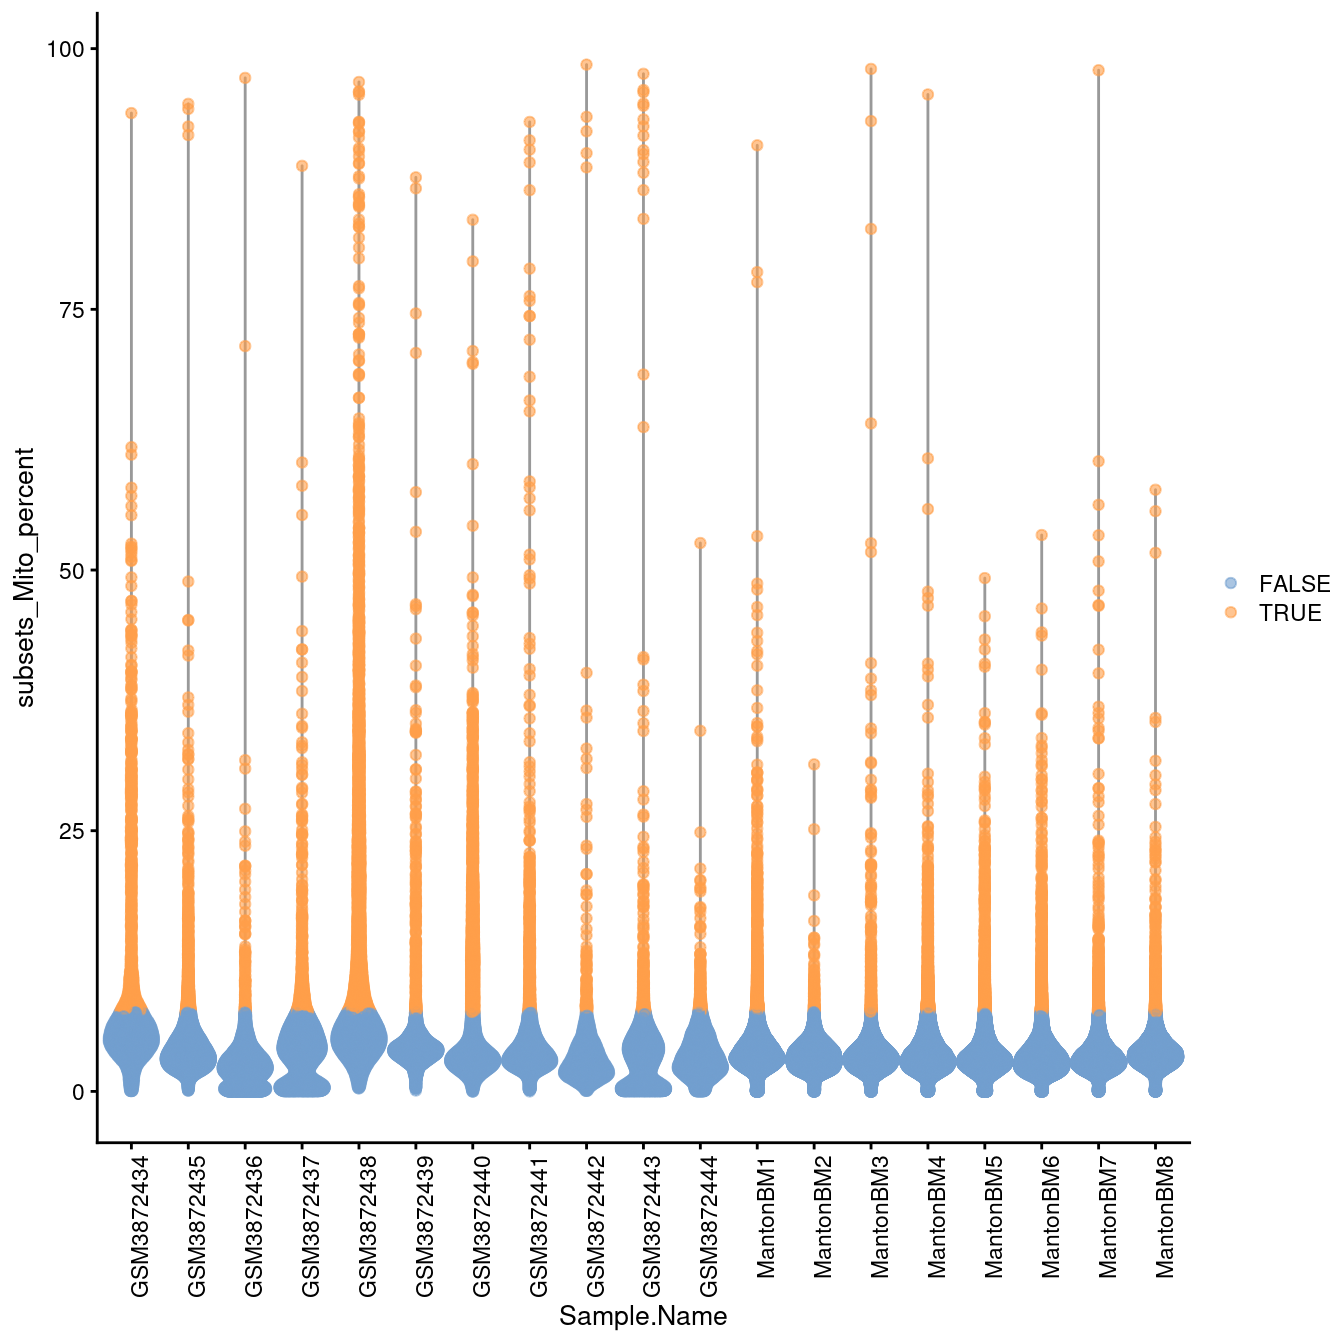 100
75
50
25
0
subsets_Mito_percent
GSM3872434
GSM3872435
GSM3872436
GSM3872437
GSM3872438
GSM3872439
GSM3872440
GSM3872441
GSM3872442
GSM3872443
GSM3872444
MantonBM1
MantonBM2
MantonBM3
MantonBM4
MantonBM5
MantonBM6
MantonBM7
MantonBM8
Sample.Name
FALSE
TRUE